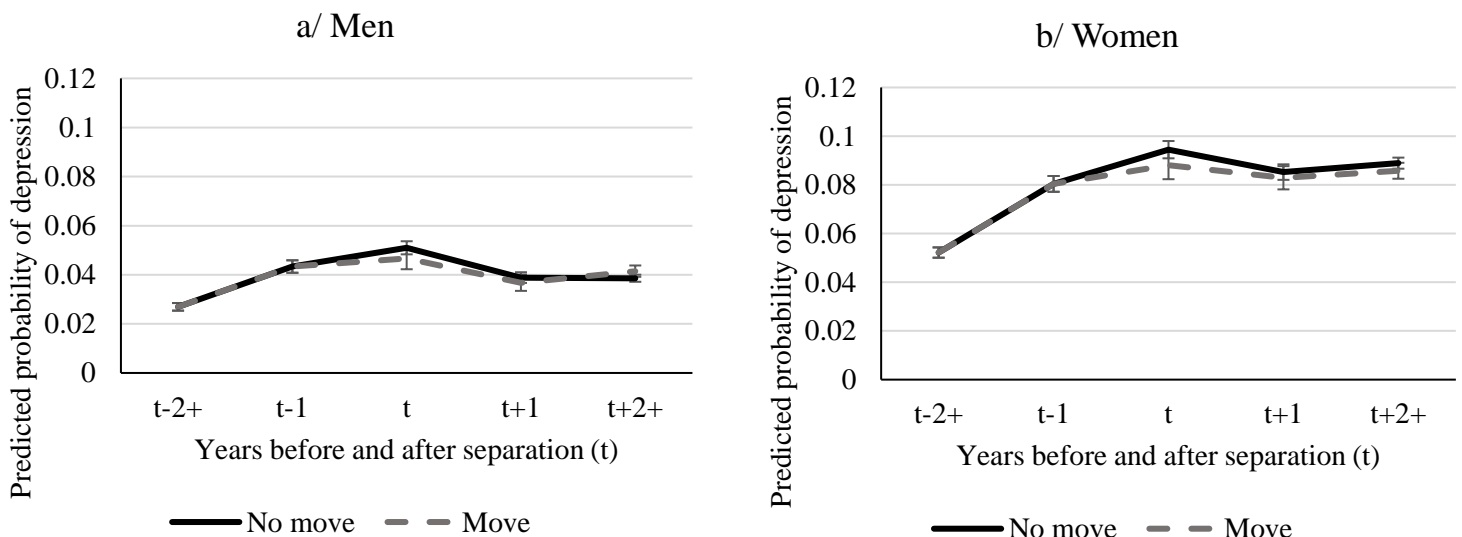 a/ Men
Predicted probability of depression
0.12
0.1
0.08
0.06
0.04
0.02
0
t-2+ t-1 t t+1 t+2+
Years before and after separation (t)
No move Move
b/ Women
Predicted probability of depression
0.12
0.1
0.08
0.06
0.04
0.02
0
t-2+ t-1 t t+1 t+2+
Years before and after separation (t)
No move Move